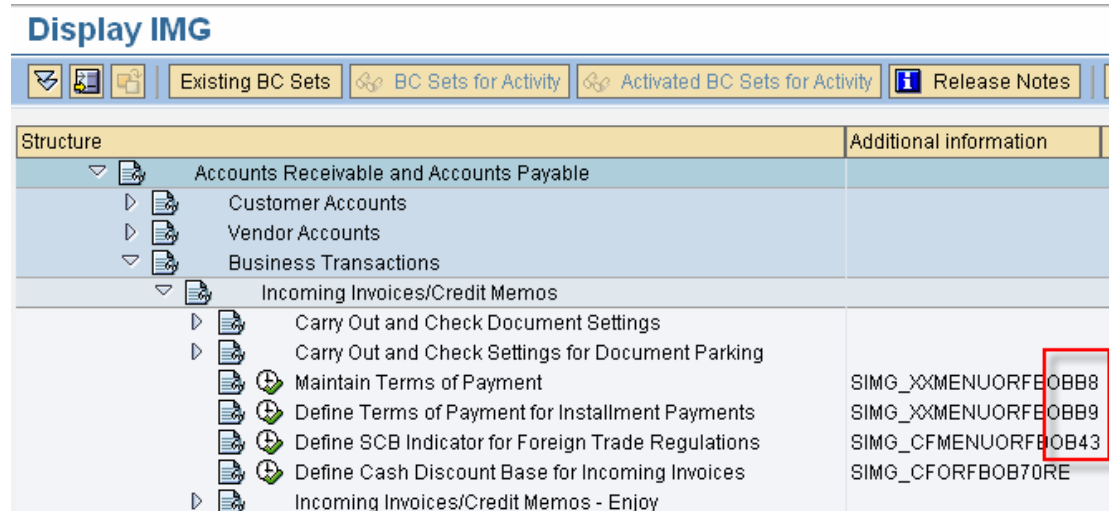 Display IMG
Existing BC Sets BC Sets for Activity Activated BC Sets for Activity Release Notes
Structure Additional information
Accounts Receivable and Accounts Payable
Customer Accounts
Vendor Accounts
Business Transactions
Incoming Invoices/Credit Memos
Carry Out and Check Document Settings
Carry Out and Check Settings for Document Parking
Maintain Terms of Payment SIMG_XXMENUORFBOBB8
Define Terms of Payment for Installment Payments SIMG_XXMENUORFBOBB9
Define SCB Indicator for Foreign Trade Regulations SIMG_CFMENUORFBOB43
Define Cash Discount Base for Incoming Invoices SIMG_CFORFBOB70RE
Incoming Invoices/Credit Memos - Enjoy